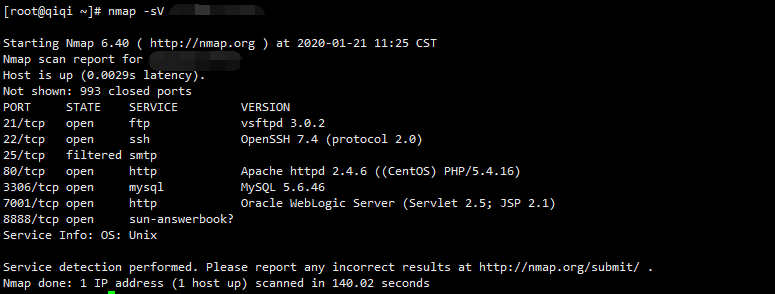 [root@qiqi ~]# nmap -sV
Starting Nmap 6.40 ( http://nmap.org ) at 2020-01-21 11:25 CST
Nmap scan report for
Host is up (0.0029s latency).
Not shown: 993 closed ports
PORT     STATE    SERVICE         VERSION
21/tcp   open     ftp             vsftpd 3.0.2
22/tcp   open     ssh             OpenSSH 7.4 (protocol 2.0)
25/tcp   filtered smtp
80/tcp   open     http            Apache httpd 2.4.6 ((CentOS) PHP/5.4.16)
3306/tcp open     mysql           MySQL 5.6.46
7001/tcp open     http            Oracle WebLogic Server (Servlet 2.5; JSP 2.1)
8888/tcp open     sun-answerbook?
Service Info: OS: Unix
Service detection performed. Please report any incorrect results at http://nmap.org/submit/ .
Nmap done: 1 IP address (1 host up) scanned in 140.02 seconds